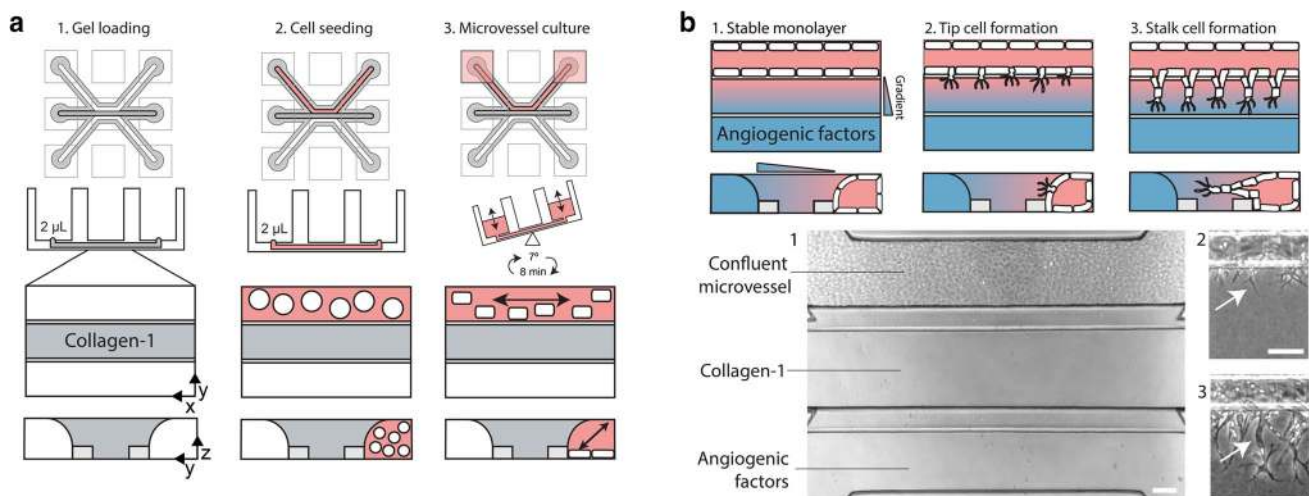 a
1. Gel loading
2. Cell seeding
3. Microvessel culture
2 µL
2 µL
7°
8 min
Collagen-1
y
x
z
y
b
1. Stable monolayer
2. Tip cell formation
3. Stalk cell formation
Gradient
Angiogenic factors
1
Confluent
microvessel
Collagen-1
Angiogenic
factors
2
3